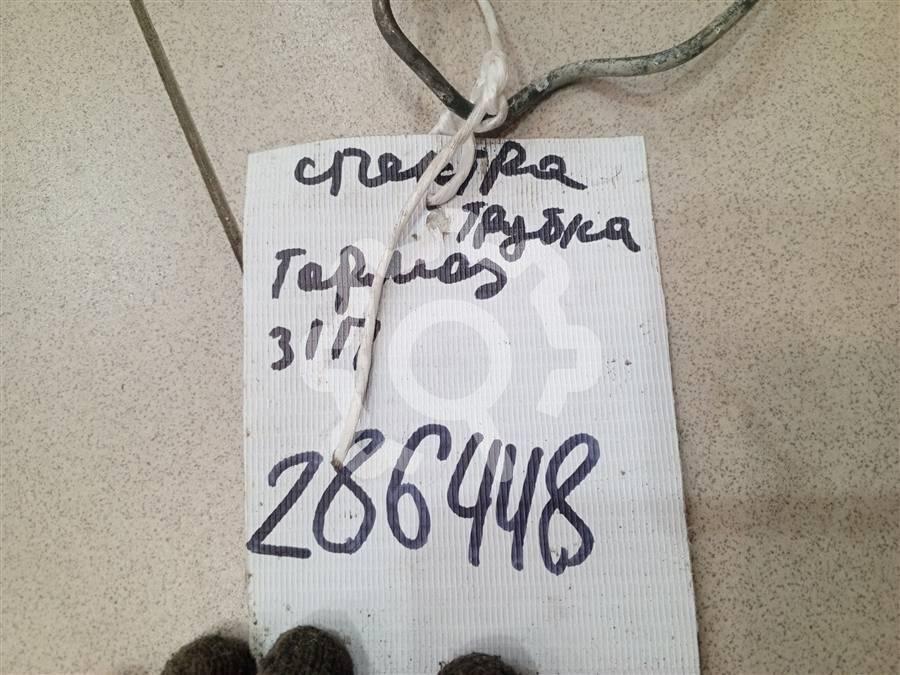 спектра
трубка
Тормоз
З/П
286448